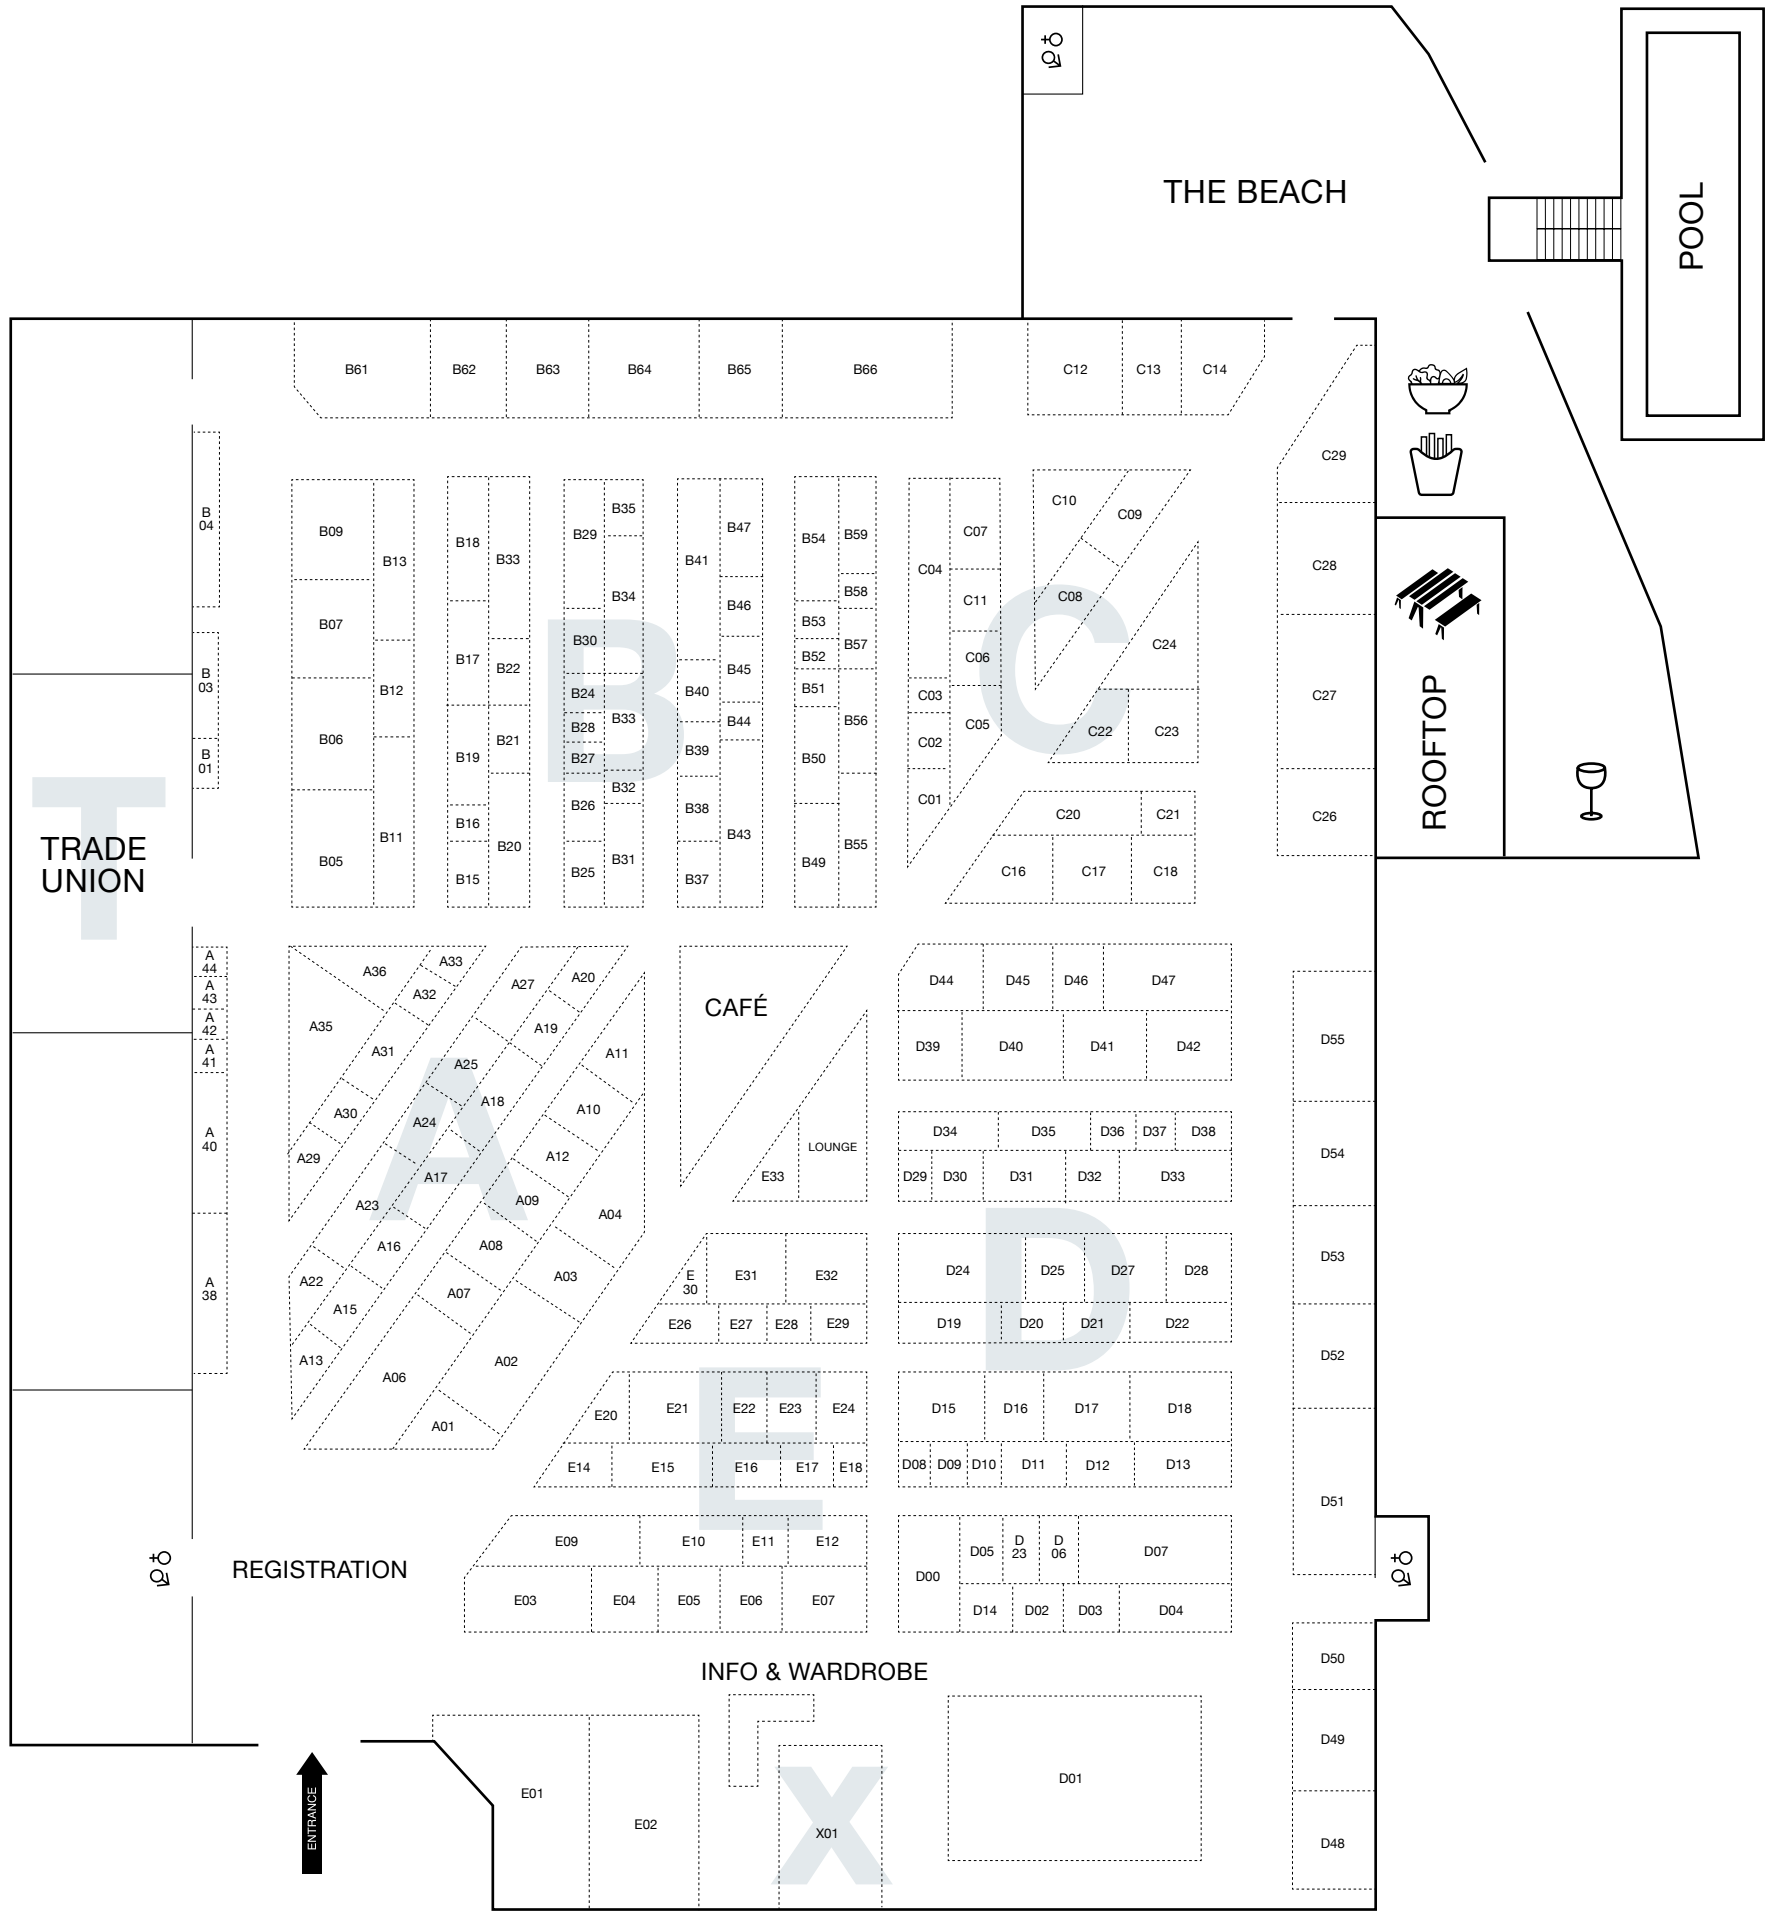 THE BEACH
POOL
B61
B62
B63
B64
B65
B66
C12
C13
C14
C29
C28
C27
C26
ROOFTOP
B
04
B
03
B
01
T
TRADE
UNION
B09
B07
B06
B05
B13
B12
B11
B18
B17
B19
B16
B15
B33
B22
B21
B20
B
B29
B30
B24
B28
B27
B26
B25
B35
B34
B33
B32
B31
B41
B40
B39
B38
B37
B47
B46
B45
B44
B43
B54
B53
B52
B51
B50
B49
B59
B58
B57
B56
B55
C
C04
C03
C02
C01
C07
C11
C06
C05
C10
C09
C08
C24
C22
C23
C20
C21
C16
C17
C18
A
44
A
43
A
42
A
41
A
40
A
38
A
A36
A33
A32
A35
A31
A30
A29
A27
A20
A19
A25
A18
A24
A17
A23
A16
A22
A15
A13
A11
A10
A12
A09
A04
A08
A03
A07
A02
A06
A01
CAFÉ
LOUNGE
E33
D44
D45
D46
D47
D39
D40
D41
D42
D34
D35
D36
D37
D38
D29
D30
D31
D32
D33
D
D24
D25
D27
D28
D19
D20
D21
D22
D15
D16
D17
D18
D08
D09
D10
D11
D12
D13
D00
D05
D
23
D
06
D07
D14
D02
D03
D04
D55
D54
D53
D52
D51
D50
D49
D48
E
30
E31
E32
E26
E27
E28
E29
E
E20
E21
E22
E23
E24
E14
E15
E16
E17
E18
E09
E10
E11
E12
E03
E04
E05
E06
E07
REGISTRATION
INFO & WARDROBE
ENTRANCE
E01
E02
X
X01
D01